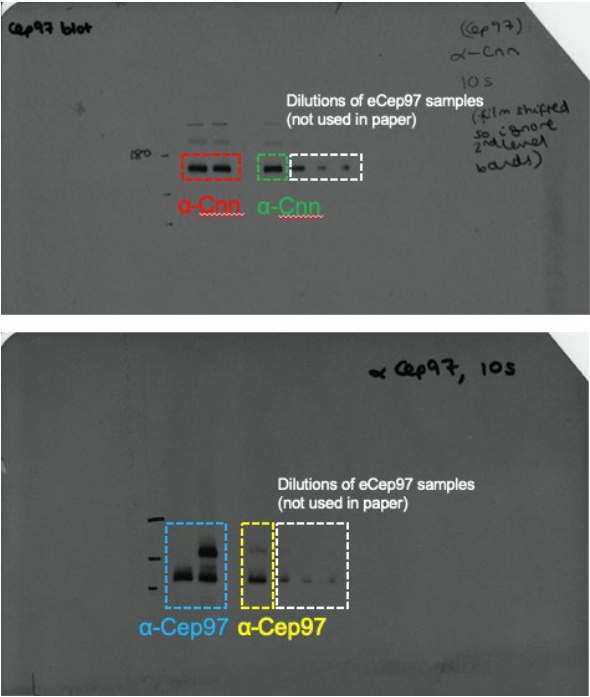 Cep97 blot
(Cep97)
α-Cnn
10s
(film shifted
so ignore
2nd level
bands)
Dilutions of eCep97 samples
(not used in paper)
180
α-Cnn
α-Cnn
α Cep97, 10s
Dilutions of eCep97 samples
(not used in paper)
α-Cep97
α-Cep97